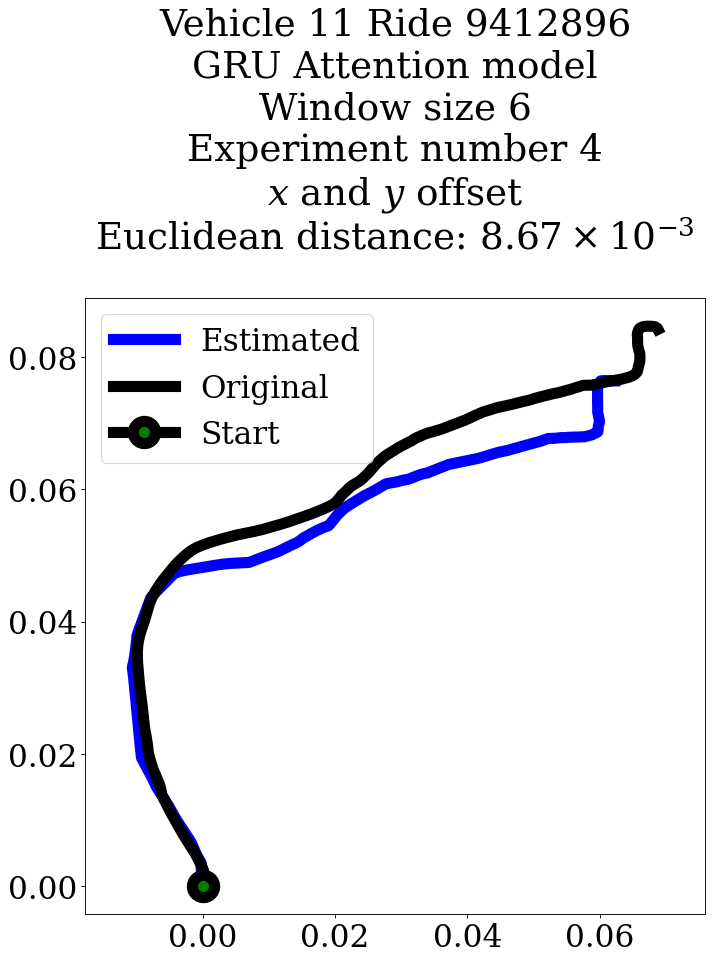 Vehicle 11 Ride 9412896
GRU Attention model
Window size 6
Experiment number 4
x and y offset
Euclidean distance: 8.67 × 10⁻³
Estimated
Original
Start
0.08
0.06
0.04
0.02
0.00
0.00 0.02 0.04 0.06